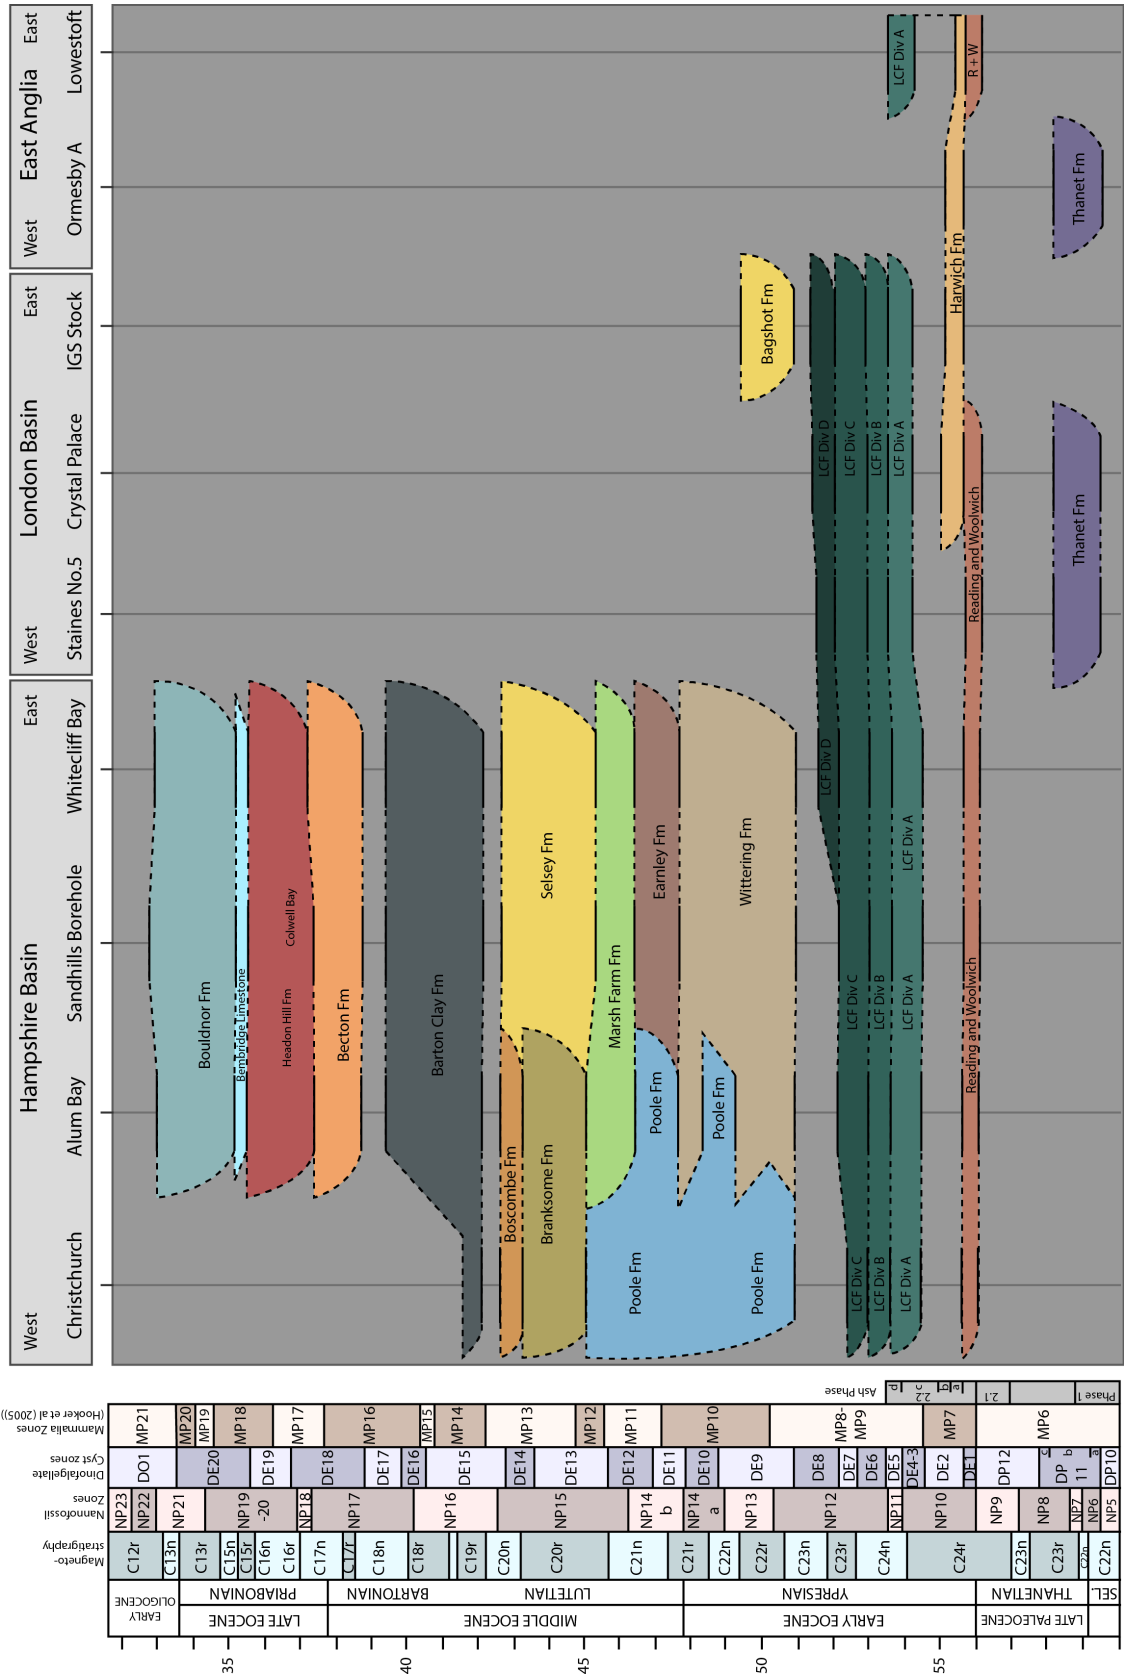 Hampshire Basin
London Basin
East Anglia
West
East
West
East
West
East
Christchurch
Alum Bay
Sandhills Borehole
Whitecliff Bay
Staines No.5
Crystal Palace
IGS Stock
Ormesby A
Lowestoft
Bouldnor Fm
Bembridge Limestone
Headon Hill Fm
Colwell Bay
Becton Fm
Barton Clay Fm
Boscombe Fm
Selsey Fm
Branksome Fm
Marsh Farm Fm
Poole Fm
Poole Fm
Earnley Fm
Poole Fm
Poole Fm
Wittering Fm
Bagshot Fm
LCF Div D
LCF Div D
LCF Div C
LCF Div C
LCF Div C
LCF Div B
LCF Div B
LCF Div B
LCF Div A
LCF Div A
LCF Div A
LCF Div A
LCF Div A
Harwich Fm
Reading and Woolwich
Reading and Woolwich
R + W
Thanet Fm
Thanet Fm
Ash Phase
d
c
2.2
b
a
2.1
Phase 1
Mammalia Zones
(Hooker et al (2005))
MP21
MP20
MP19
MP18
MP17
MP16
MP15
MP14
MP13
MP12
MP11
MP10
MP8-
MP9
MP7
MP6
Dinoflagellate
Cyst zones
DO1
DE20
DE19
DE18
DE17
DE16
DE15
DE14
DE13
DE12
DE11
DE10
DE9
DE8
DE7
DE6
DE5
DE4-3
DE2
DE1
DP12
DP
11
c
b
a
DP10
Nannofossil
Zones
NP23
NP22
NP21
NP19
-20
NP18
NP17
NP16
NP15
NP14
b
NP14
a
NP13
NP12
NP11
NP10
NP9
NP8
NP7
NP6
NP5
Magneto-
stratigraphy
C12r
C13n
C13r
C15n
C15r
C16n
C16r
C17n
C17r
C18n
C18r
C19r
C20n
C20r
C21n
C21r
C22n
C22r
C23n
C23r
C24n
C24r
C23n
C23r
C22n
C22n
PRIABONIAN
BARTONIAN
LUTETIAN
YPRESIAN
THANETIAN
SEL.
EARLY
OLIGOCENE
LATE EOCENE
MIDDLE EOCENE
EARLY EOCENE
LATE PALEOCENE
35
40
45
50
55